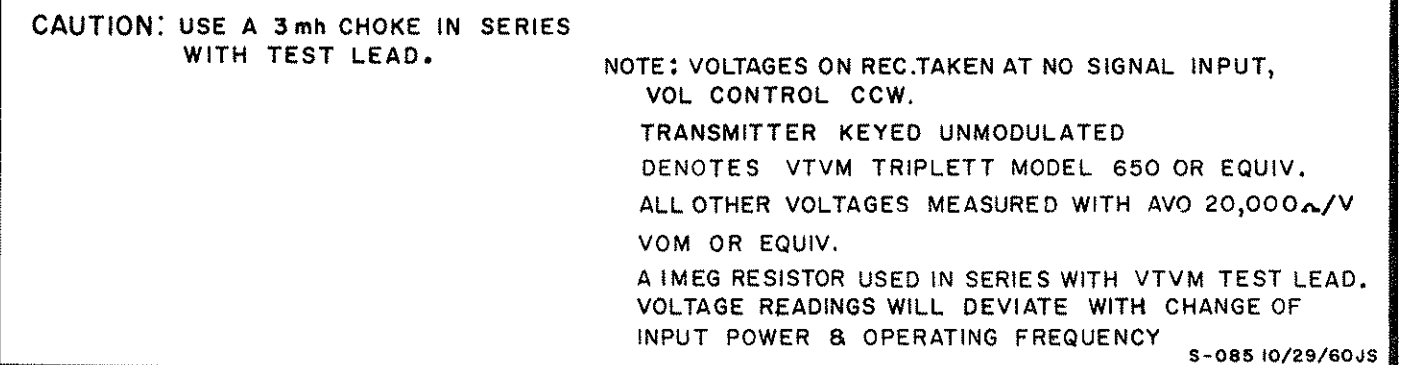 CAUTION: USE A 3mh CHOKE IN SERIES
WITH TEST LEAD.
NOTE: VOLTAGES ON REC.TAKEN AT NO SIGNAL INPUT,
VOL CONTROL CCW.
TRANSMITTER KEYED UNMODULATED
DENOTES VTVM TRIPLETT MODEL 650 OR EQUIV.
ALL OTHER VOLTAGES MEASURED WITH AVO 20,000Ω/V
VOM OR EQUIV.
A 1MEG RESISTOR USED IN SERIES WITH VTVM TEST LEAD.
VOLTAGE READINGS WILL DEVIATE WITH CHANGE OF
INPUT POWER & OPERATING FREQUENCY
S-085 10/29/60JS